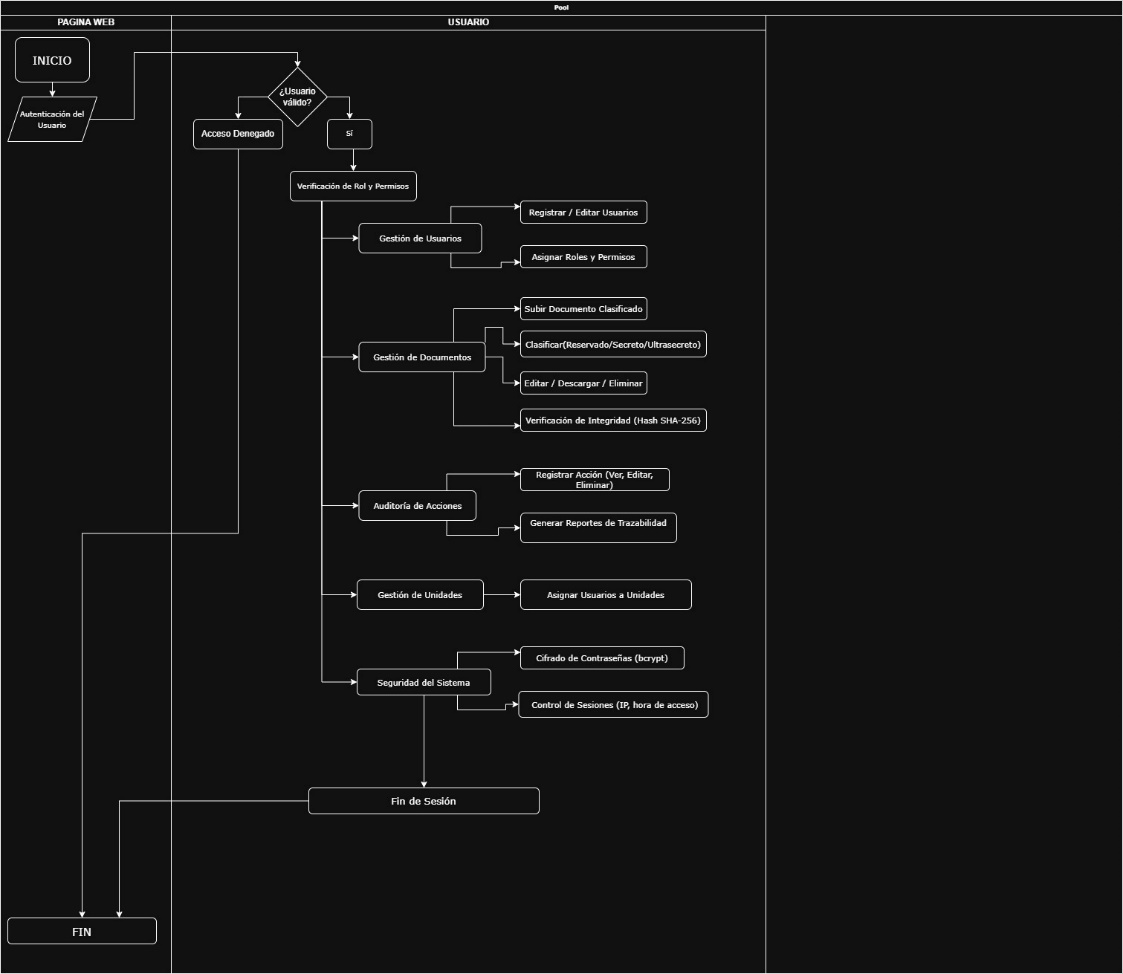 Pool
PAGINA WEB
USUARIO
INICIO
Autenticación del
Usuario
¿Usuario
válido?
Acceso Denegado
Sí
Verificación de Rol y Permisos
Gestión de Usuarios
Registrar / Editar Usuarios
Asignar Roles y Permisos
Gestión de Documentos
Subir Documento Clasificado
Clasificar(Reservado/Secreto/Ultrasecreto)
Editar / Descargar / Eliminar
Verificación de Integridad (Hash SHA-256)
Auditoría de Acciones
Registrar Acción (Ver, Editar,
Eliminar)
Generar Reportes de Trazabilidad
Gestión de Unidades
Asignar Usuarios a Unidades
Seguridad del Sistema
Cifrado de Contraseñas (bcrypt)
Control de Sesiones (IP, hora de acceso)
Fin de Sesión
FIN